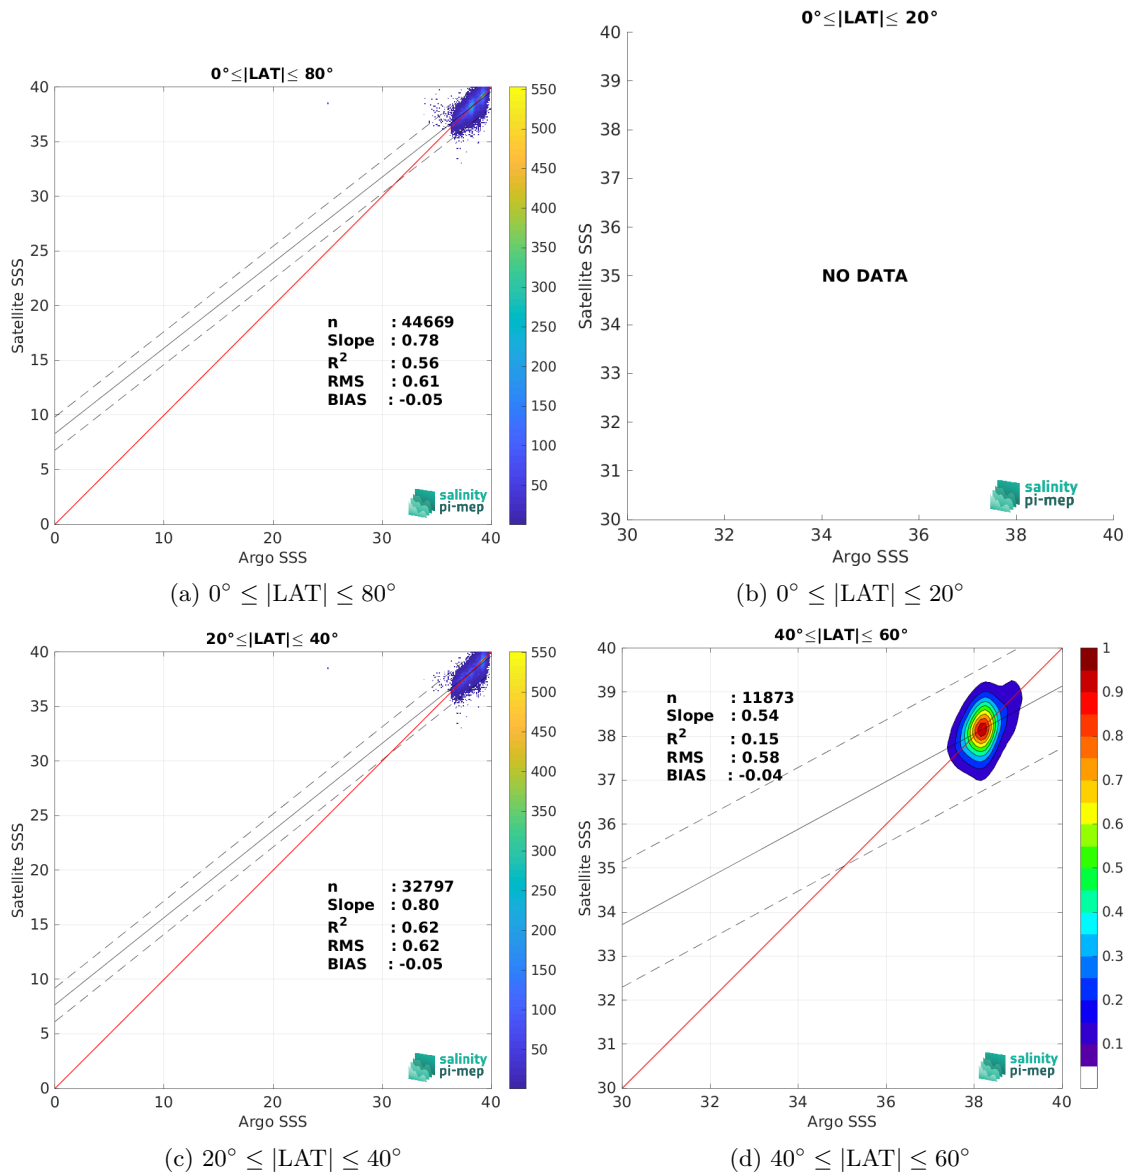 0°≤|LAT|≤ 80°
40
35
30
25
20
15
10
5
0
0
10
20
30
40
Satellite SSS
Argo SSS
n : 44669
Slope : 0.78
R² : 0.56
RMS : 0.61
BIAS : -0.05
550
500
450
400
350
300
250
200
150
100
50
salinity
pi-mep
(a) 0° ≤ |LAT| ≤ 80°
0°≤|LAT|≤ 20°
40
39
38
37
36
35
34
33
32
31
30
30
32
34
36
38
40
Satellite SSS
Argo SSS
NO DATA
salinity
pi-mep
(b) 0° ≤ |LAT| ≤ 20°
20°≤|LAT|≤ 40°
40
35
30
25
20
15
10
5
0
0
10
20
30
40
Satellite SSS
Argo SSS
n : 32797
Slope : 0.80
R² : 0.62
RMS : 0.62
BIAS : -0.05
550
500
450
400
350
300
250
200
150
100
50
salinity
pi-mep
(c) 20° ≤ |LAT| ≤ 40°
40°≤|LAT|≤ 60°
40
39
38
37
36
35
34
33
32
31
30
30
32
34
36
38
40
Satellite SSS
Argo SSS
n : 11873
Slope : 0.54
R² : 0.15
RMS : 0.58
BIAS : -0.04
1
0.9
0.8
0.7
0.6
0.5
0.4
0.3
0.2
0.1
salinity
pi-mep
(d) 40° ≤ |LAT| ≤ 60°